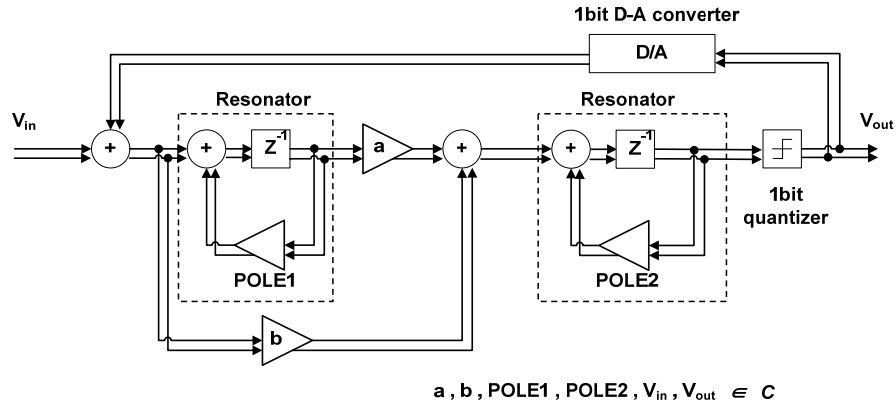 1bit D-A converter
D/A
Resonator
Resonator
V_in
V_out
+
+
Z^-1
a
+
+
Z^-1
1bit
quantizer
POLE1
POLE2
b
a , b , POLE1 , POLE2 , V_in , V_out ∈ C